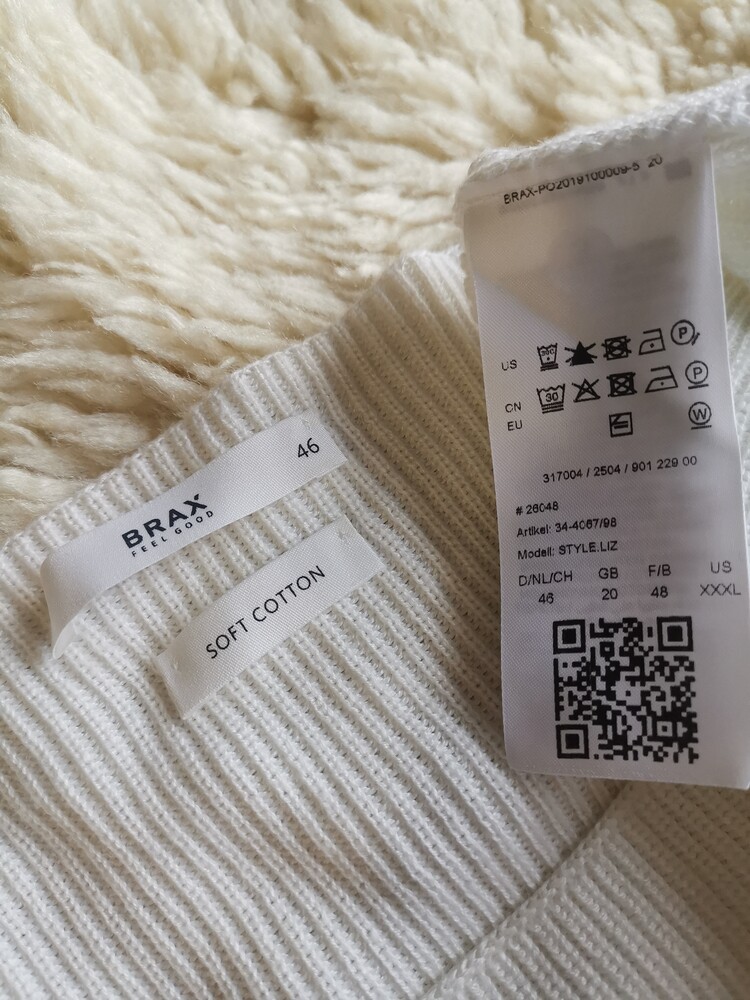 46
BRAX
FEEL GOOD
SOFT COTTON
BRAX-PO2019100009-5 20
US
P
CN 30 P
EU W
317004 / 2504 / 901 229 00
# 26048
Artikel: 34-4067/98
Modell: STYLE.LIZ
D/NL/CH GB F/B US
46 20 48 XXXL